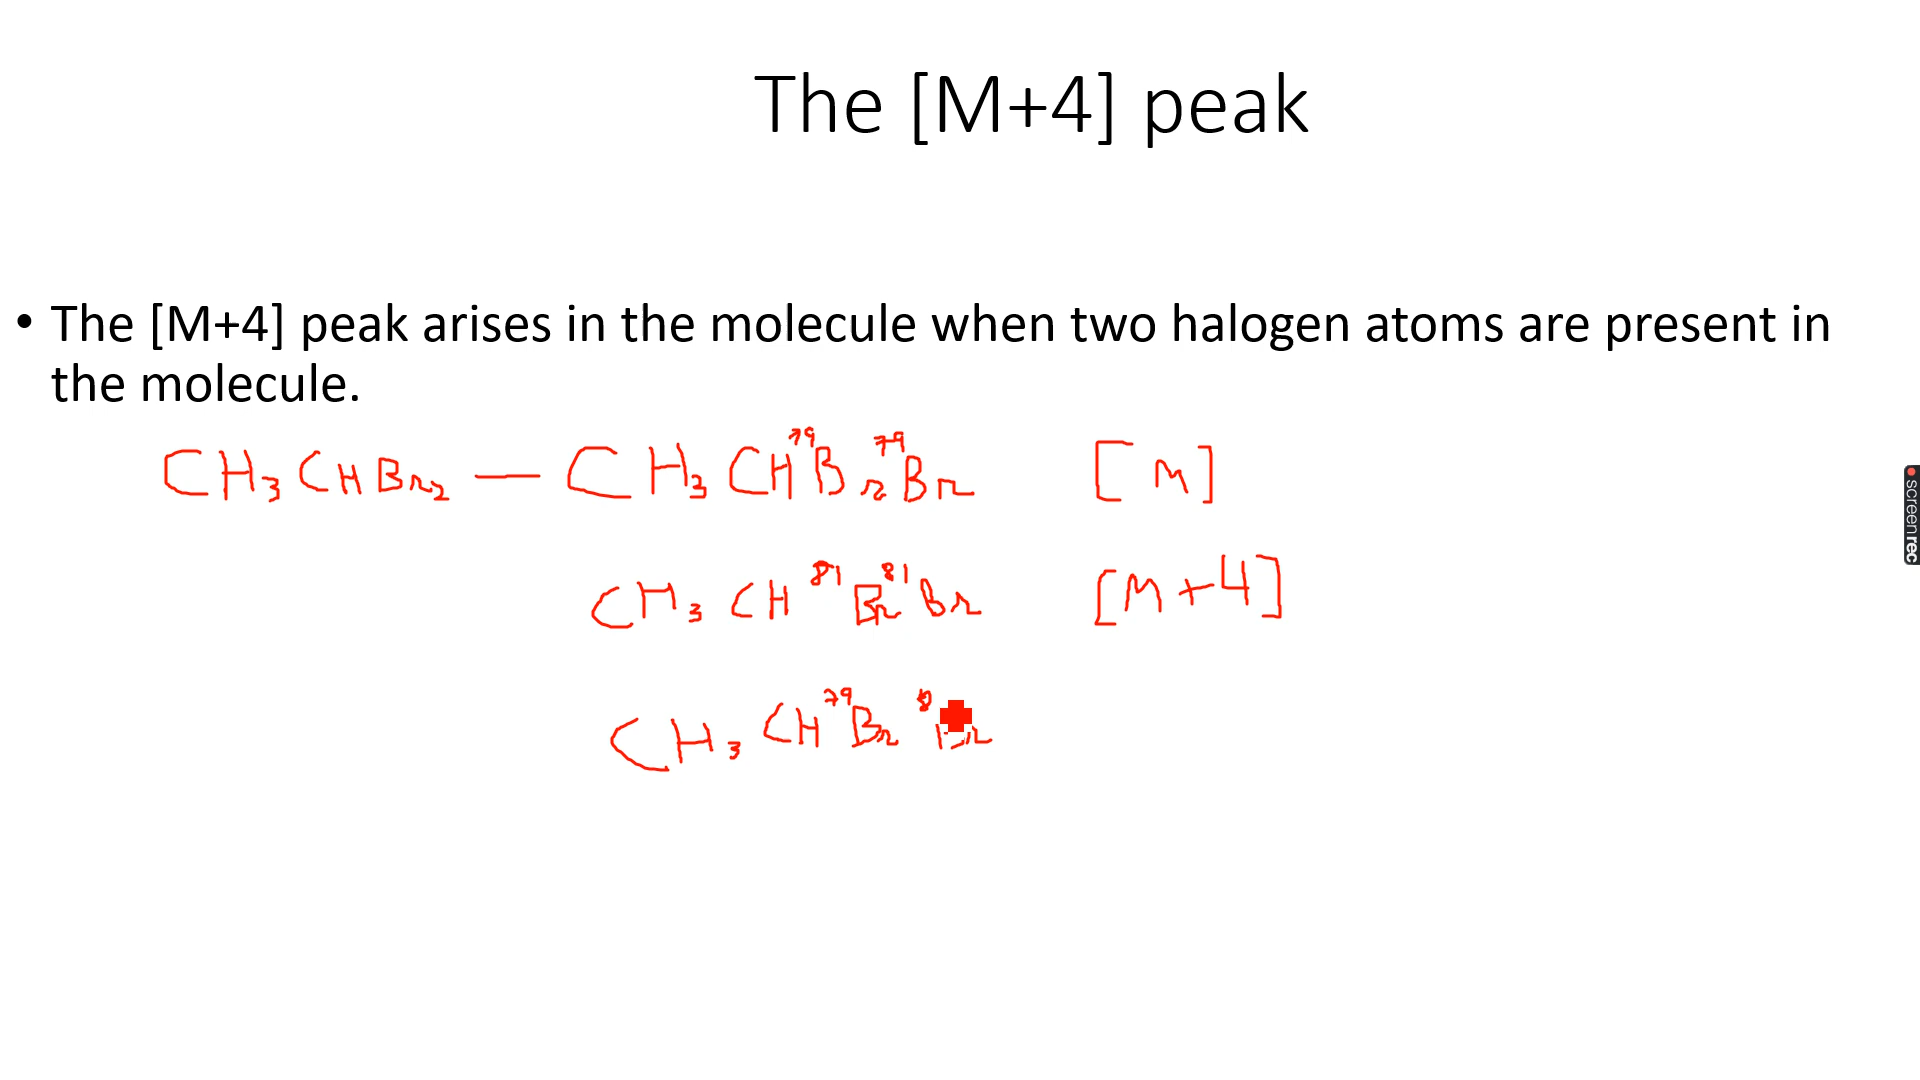 The [M+4] peak
• The [M+4] peak arises in the molecule when two halogen atoms are present in
the molecule.
CH₃CHBr₂ — CH₃CH⁷⁹Br⁷⁹Br [M]
CH₃CH⁸¹Br⁸¹Br [M+4]
CH₃CH⁷⁹Br ⁸
screenrec